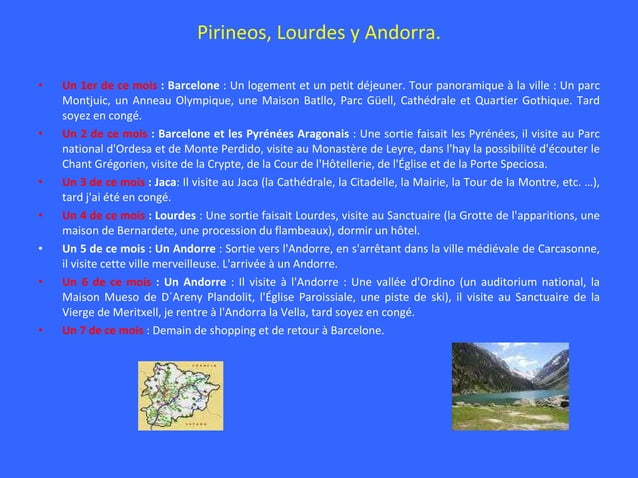 Pirineos, Lourdes y Andorra.
• Un 1er de ce mois : Barcelone : Un logement et un petit déjeuner. Tour panoramique à la ville : Un parc
Montjuic, un Anneau Olympique, une Maison Batllo, Parc Güell, Cathédrale et Quartier Gothique. Tard
soyez en congé.
• Un 2 de ce mois : Barcelone et les Pyrénées Aragonais : Une sortie faisait les Pyrénées, il visite au Parc
national d'Ordesa et de Monte Perdido, visite au Monastère de Leyre, dans l'hay la possibilité d'écouter le
Chant Grégorien, visite de la Crypte, de la Cour de l'Hôtellerie, de l'Église et de la Porte Speciosa.
• Un 3 de ce mois : Jaca: Il visite au Jaca (la Cathédrale, la Citadelle, la Mairie, la Tour de la Montre, etc. ...),
tard j'ai été en congé.
• Un 4 de ce mois : Lourdes : Une sortie faisait Lourdes, visite au Sanctuaire (la Grotte de l'apparitions, une
maison de Bernardete, une procession du flambeaux), dormir un hôtel.
• Un 5 de ce mois : Un Andorre : Sortie vers l'Andorre, en s'arrêtant dans la ville médiévale de Carcasonne,
il visite cette ville merveilleuse. L'arrivée à un Andorre.
• Un 6 de ce mois : Un Andorre : Il visite à l'Andorre : Une vallée d'Ordino (un auditorium national, la
Maison Mueso de D´Areny Plandolit, l'Église Paroissiale, une piste de ski), il visite au Sanctuaire de la
Vierge de Meritxell, je rentre à l'Andorra la Vella, tard soyez en congé.
• Un 7 de ce mois : Demain de shopping et de retour à Barcelone.